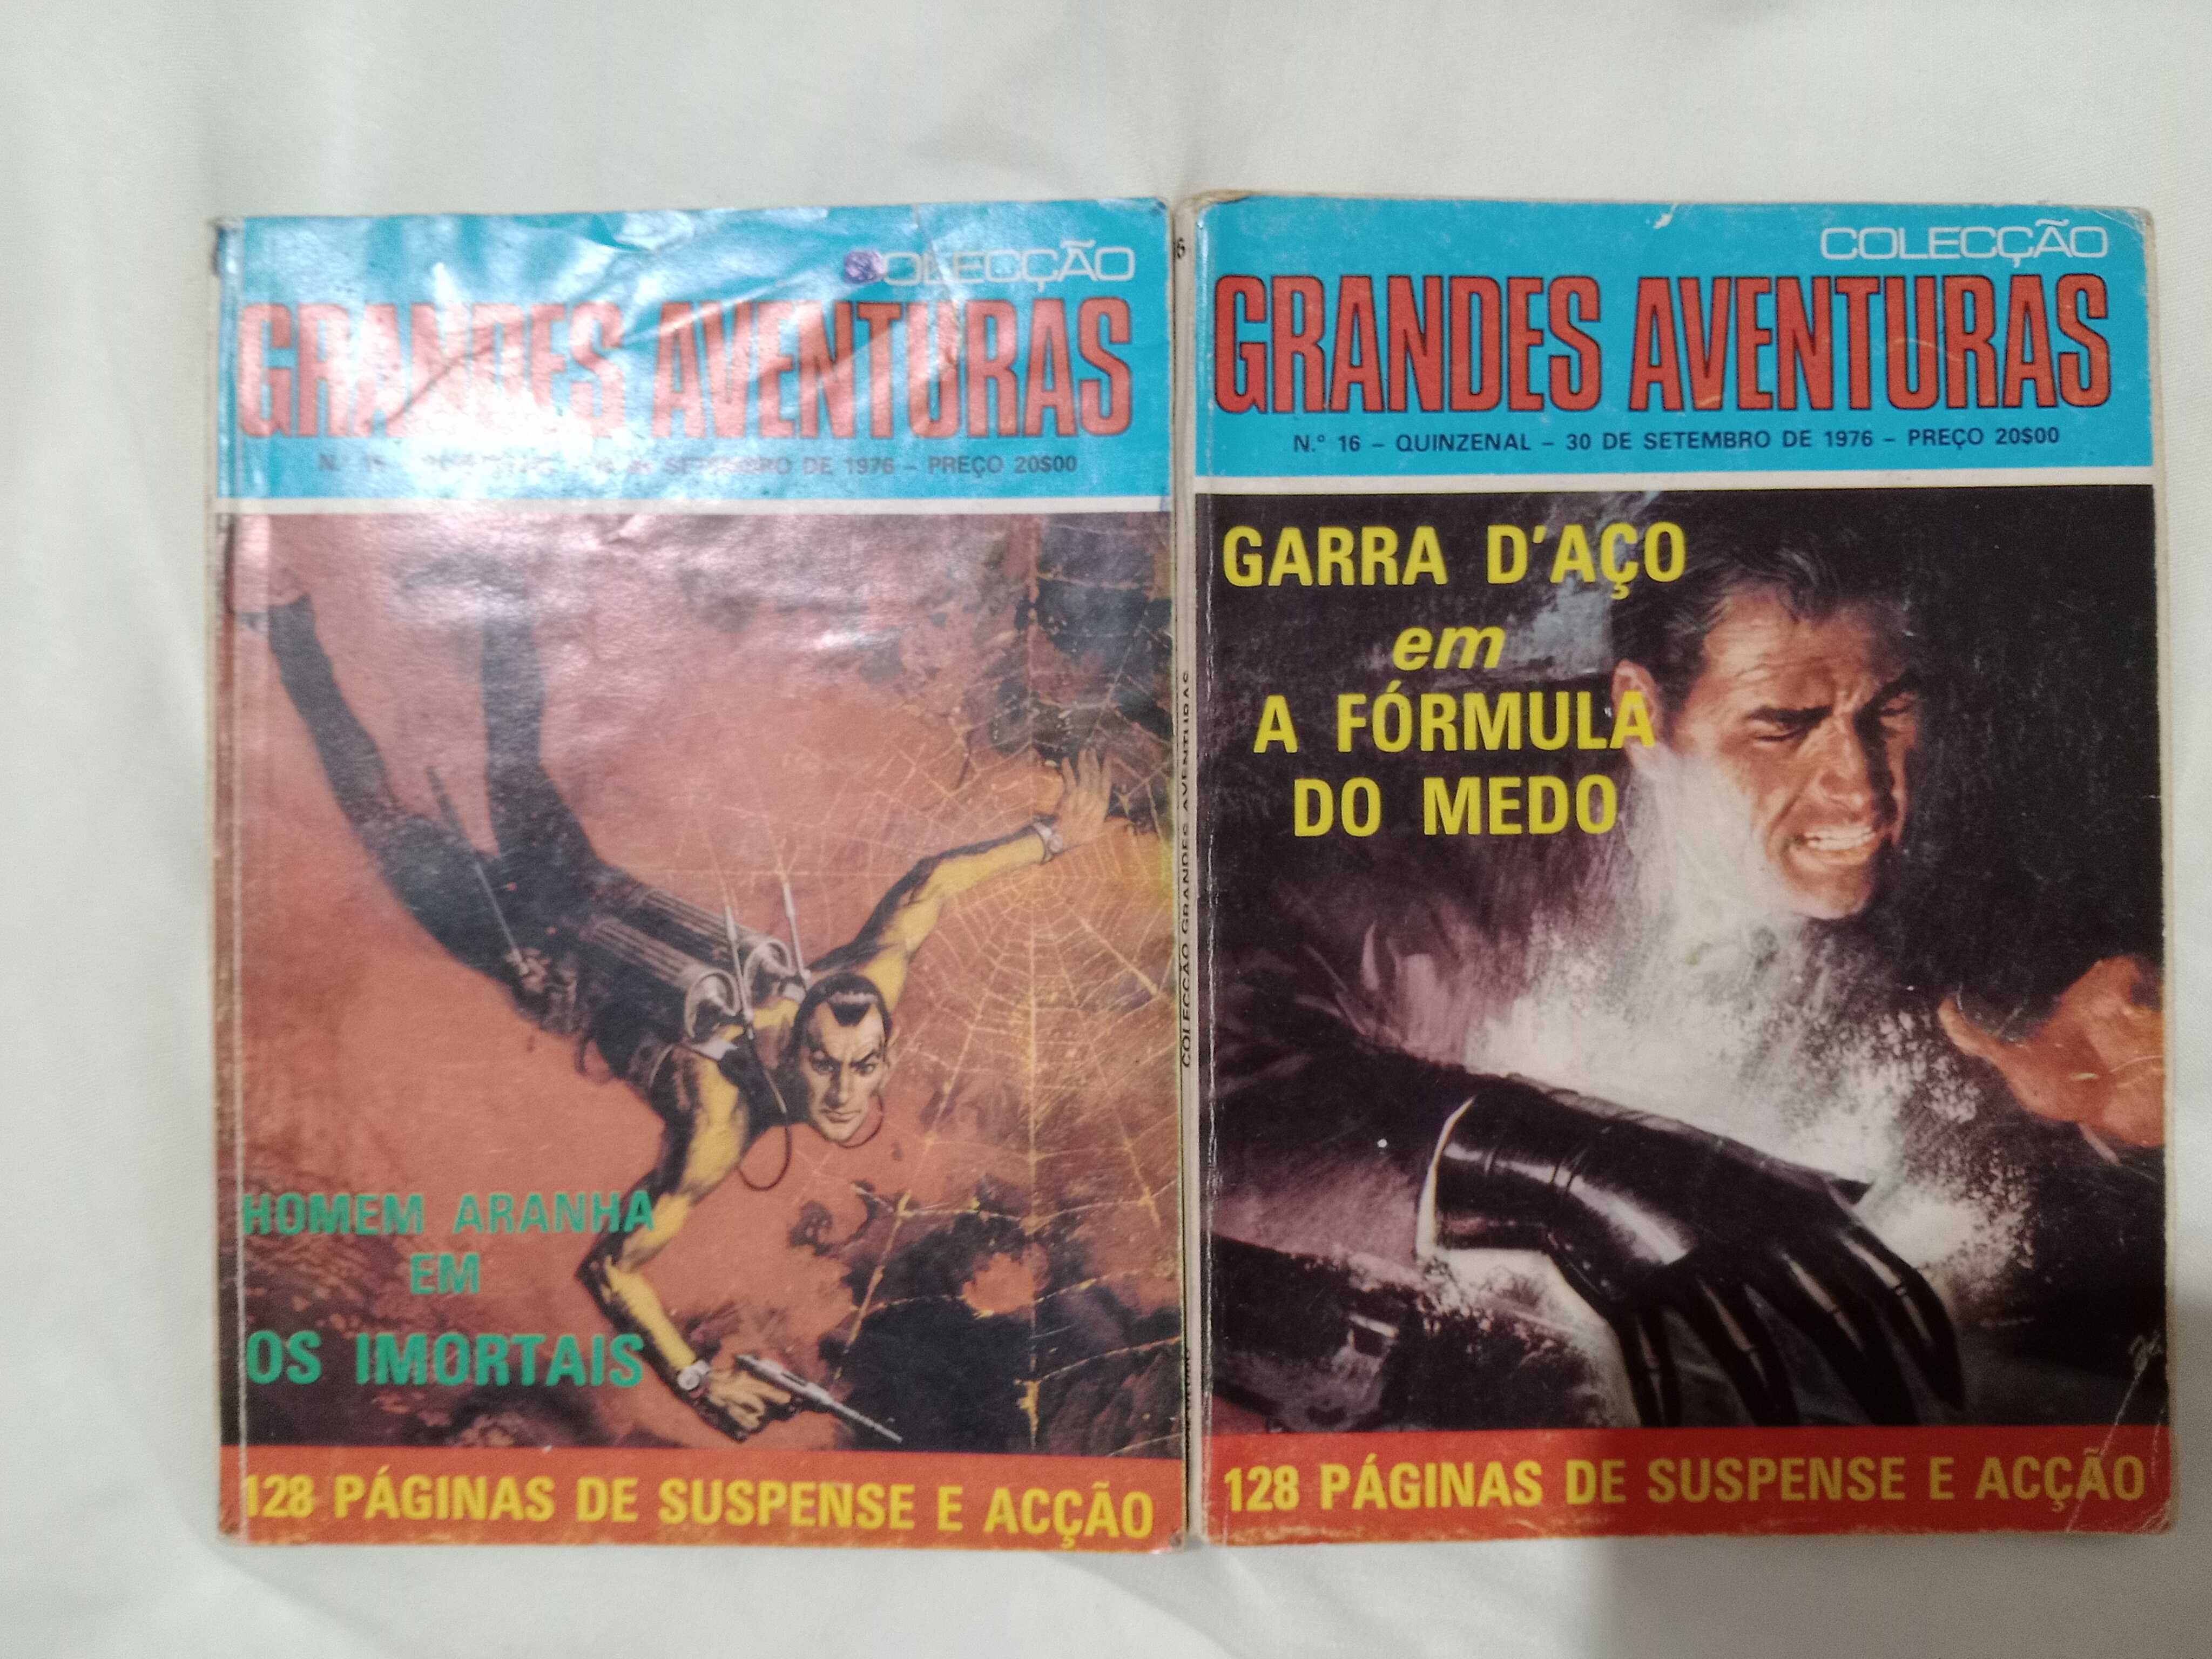 COLECÇÃO
GRANDES AVENTURAS
SETEMBRO DE 1976 – PREÇO 20$00
HOMEM ARANHA
EM
OS IMORTAIS
128 PÁGINAS DE SUSPENSE E ACÇÃO
6
COLECÇÃO GRANDES AVENTURAS
COLECÇÃO
GRANDES AVENTURAS
N.º 16 – QUINZENAL – 30 DE SETEMBRO DE 1976 – PREÇO 20$00
GARRA D'AÇO
em
A FÓRMULA
DO MEDO
128 PÁGINAS DE SUSPENSE E ACÇÃO